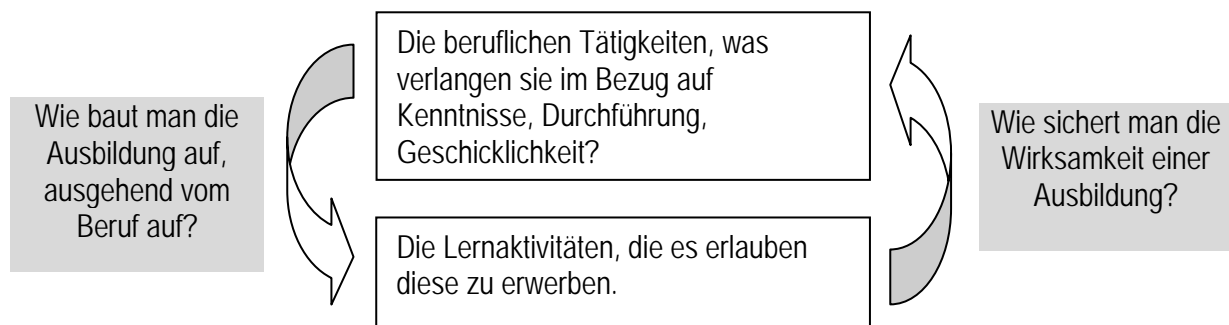 Wie baut man die
Ausbildung auf,
ausgehend vom
Beruf auf?
Die beruflichen Tätigkeiten, was
verlangen sie im Bezug auf
Kenntnisse, Durchführung,
Geschicklichkeit?
Die Lernaktivitäten, die es erlauben
diese zu erwerben.
Wie sichert man die
Wirksamkeit einer
Ausbildung?